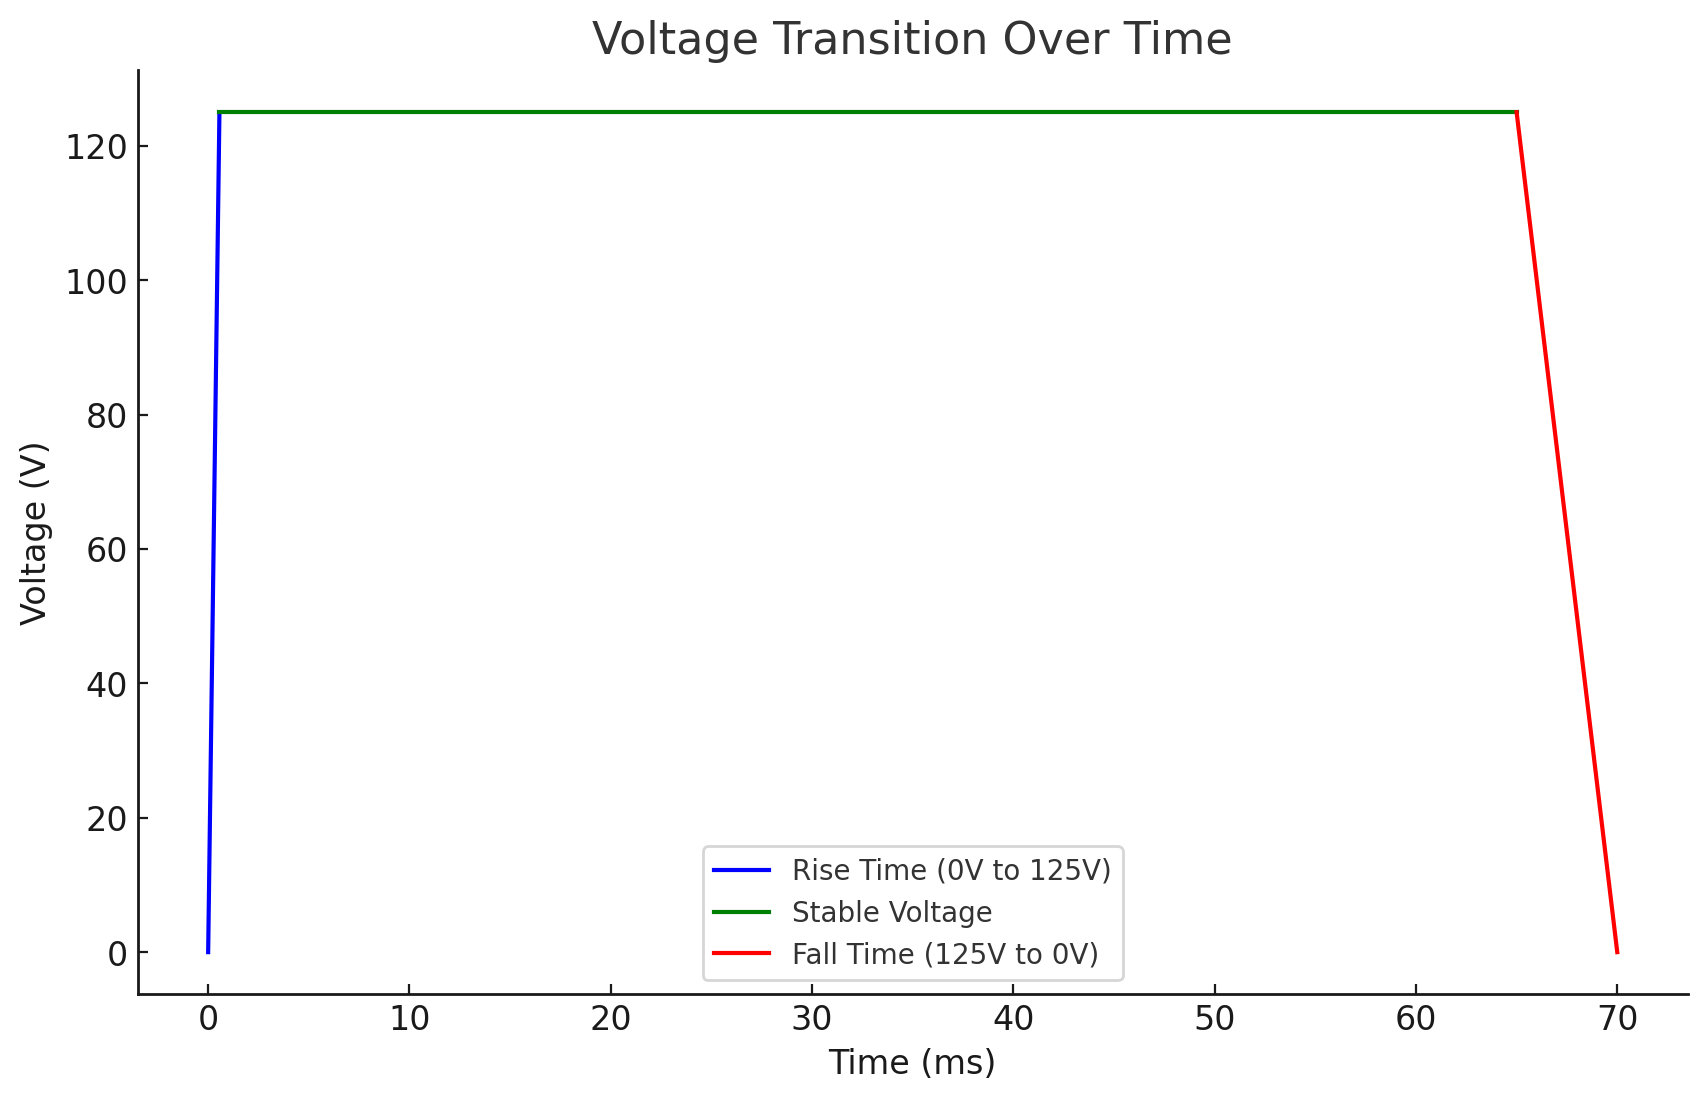 Voltage Transition Over Time
120
100
80
60
40
20
0
Voltage (V)
Rise Time (0V to 125V)
Stable Voltage
Fall Time (125V to 0V)
0 10 20 30 40 50 60 70
Time (ms)